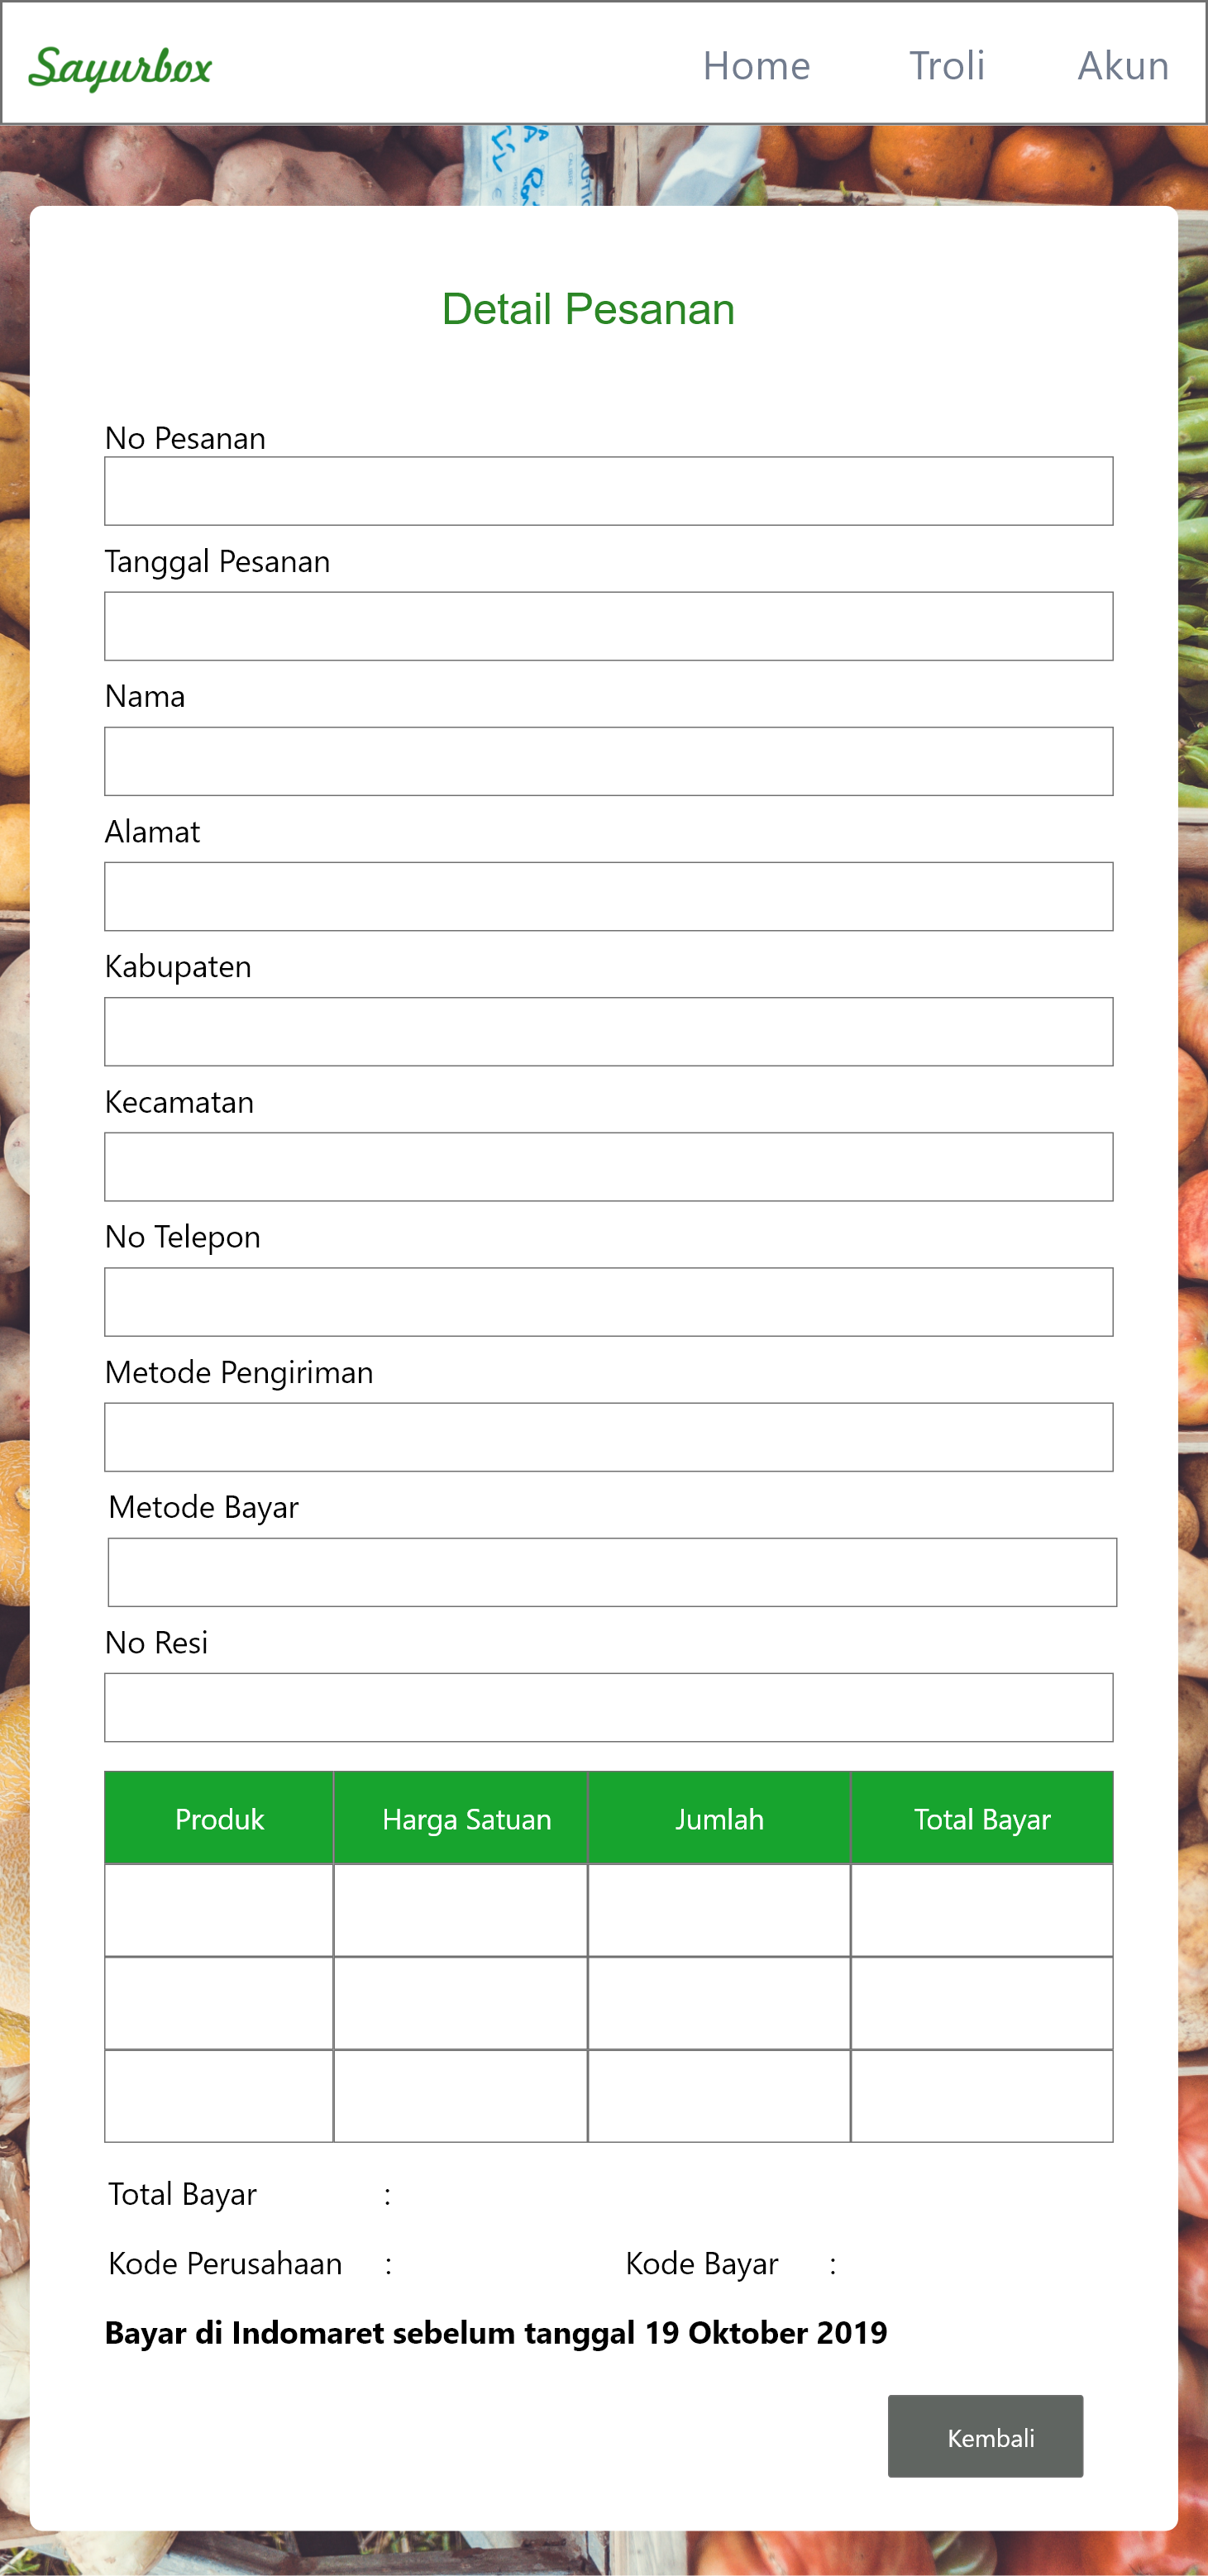 Sayurbox
Home Troli Akun
Detail Pesanan
No Pesanan
Tanggal Pesanan
Nama
Alamat
Kabupaten
Kecamatan
No Telepon
Metode Pengiriman
Metode Bayar
No Resi
Produk Harga Satuan Jumlah Total Bayar
Total Bayar :
Kode Perusahaan : Kode Bayar :
Bayar di Indomaret sebelum tanggal 19 Oktober 2019
Kembali